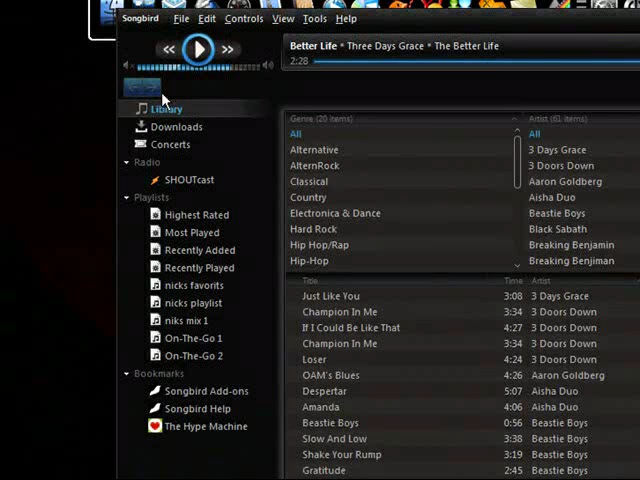 Songbird File Edit Controls View Tools Help
Better Life * Three Days Grace * The Better Life
2:28
Library
Downloads
Concerts
Radio
SHOUTcast
Playlists
Highest Rated
Most Played
Recently Added
Recently Played
nicks favorits
nicks playlist
niks mix 1
On-The-Go 1
On-The-Go 2
Bookmarks
Songbird Add-ons
Songbird Help
The Hype Machine
Genre (20 items)
All
Alternative
AlternRock
Classical
Country
Electronica & Dance
Hard Rock
Hip Hop/Rap
Hip-Hop
Artist (61 items)
All
3 Days Grace
3 Doors Down
Aaron Goldberg
Aisha Duo
Beastie Boys
Black Sabath
Breaking Benjamin
Breaking Benjiman
Title Time Artist
Just Like You 3:08 3 Days Grace
Champion In Me 3:34 3 Doors Down
If I Could Be Like That 4:27 3 Doors Down
Champion In Me 3:34 3 Doors Down
Loser 4:24 3 Doors Down
OAM's Blues 4:26 Aaron Goldberg
Despertar 5:07 Aisha Duo
Amanda 4:06 Aisha Duo
Beastie Boys 0:56 Beastie Boys
Slow And Low 3:38 Beastie Boys
Shake Your Rump 3:19 Beastie Boys
Gratitude 2:45 Beastie Boys